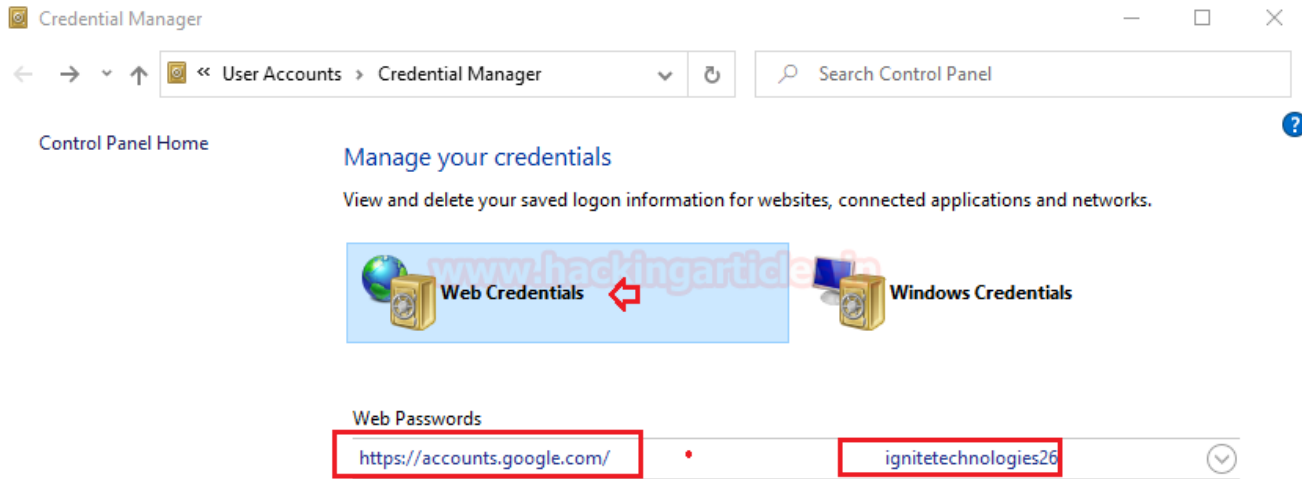 Credential Manager
« User Accounts > Credential Manager
Search Control Panel
?
Control Panel Home
Manage your credentials
View and delete your saved logon information for websites, connected applications and networks.
www.hackingarticles.in
Web Credentials
Windows Credentials
Web Passwords
https://accounts.google.com/ ignitetechnologies26